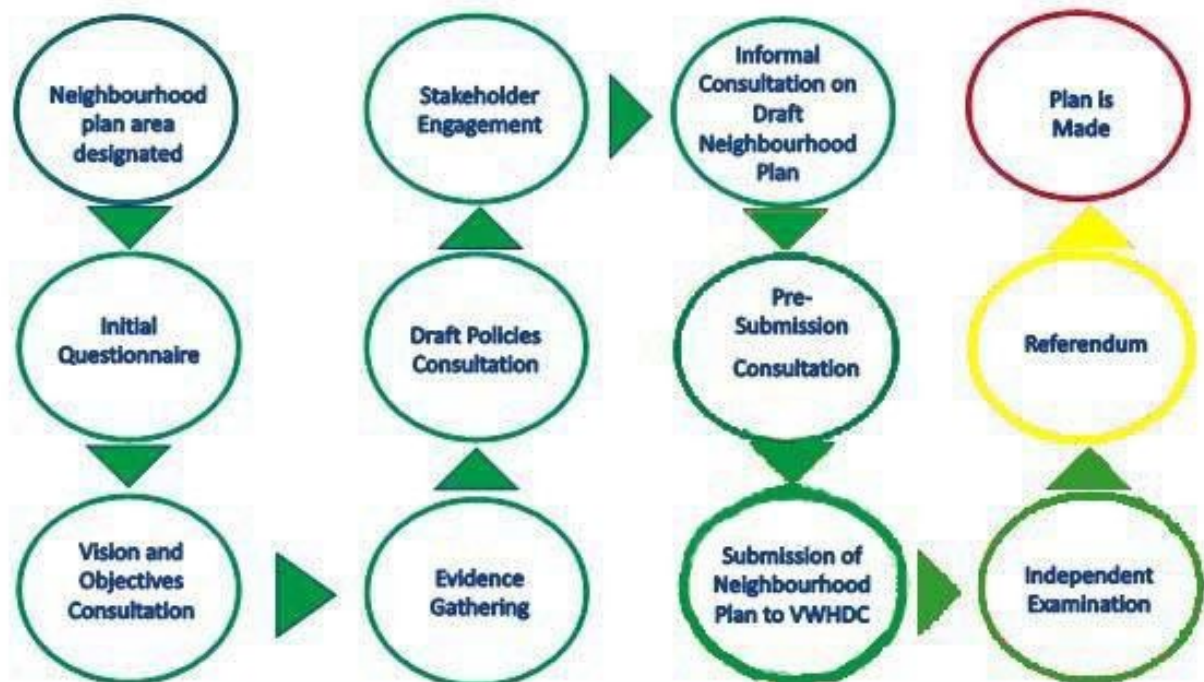 Neighbourhood
plan area
designated
Initial
Questionnaire
Vision and
Objectives
Consultation
Evidence
Gathering
Draft Policies
Consultation
Stakeholder
Engagement
Informal
Consultation on
Draft
Neighbourhood
Plan
Pre-
Submission
Consultation
Submission of
Neighbourhood
Plan to VWHDC
Independent
Examination
Referendum
Plan is
Made